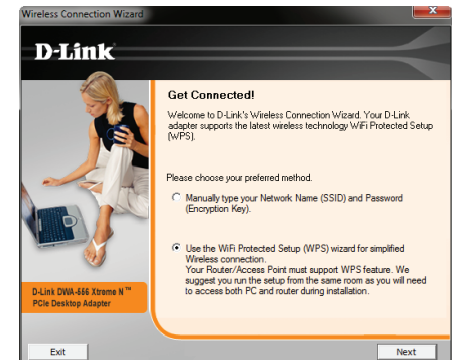 Wireless Connection Wizard
D-Link
Get Connected!
Welcome to D-Link's Wireless Connection Wizard. Your D-Link
adapter supports the latest wireless technology WiFi Protected Setup
(WPS).
Please choose your preferred method.
Manually type your Network Name (SSID) and Password
(Encryption Key).
Use the WiFi Protected Setup (WPS) wizard for simplified
Wireless connection.
Your Router/Access Point must support WPS feature. We
suggest you run the setup from the same room as you will need
to access both PC and router during installation.
D-Link DWA-556 Xtreme N™
PCIe Desktop Adapter
Exit
Next